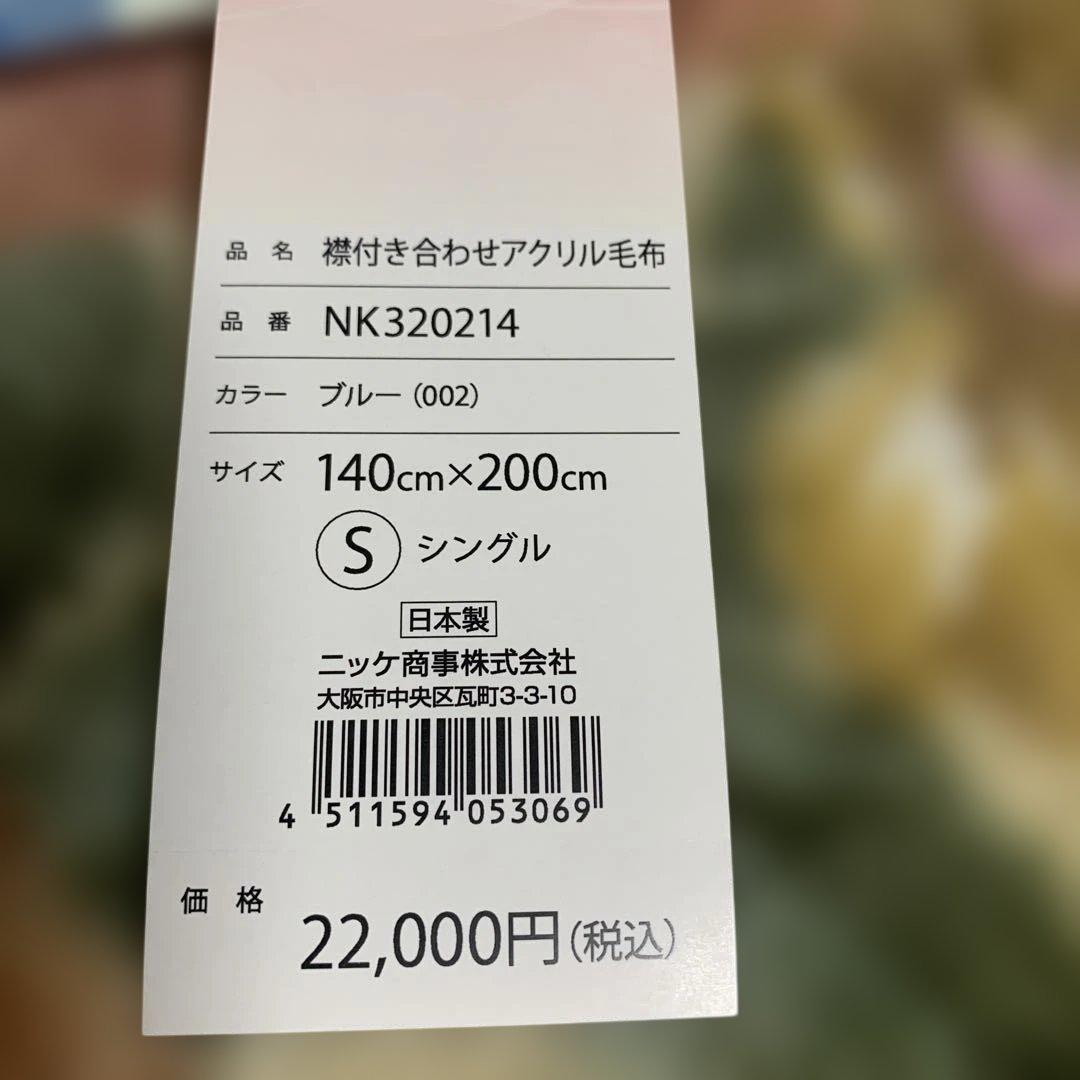 品 名 襟付き合わせアクリル毛布
品 番 NK320214
カラー ブルー(002)
サイズ 140cm×200cm
S シングル
日本製
ニッケ商事株式会社
大阪市中央区瓦町3-3-10
4 511594 053069
価 格 22,000円(税込)